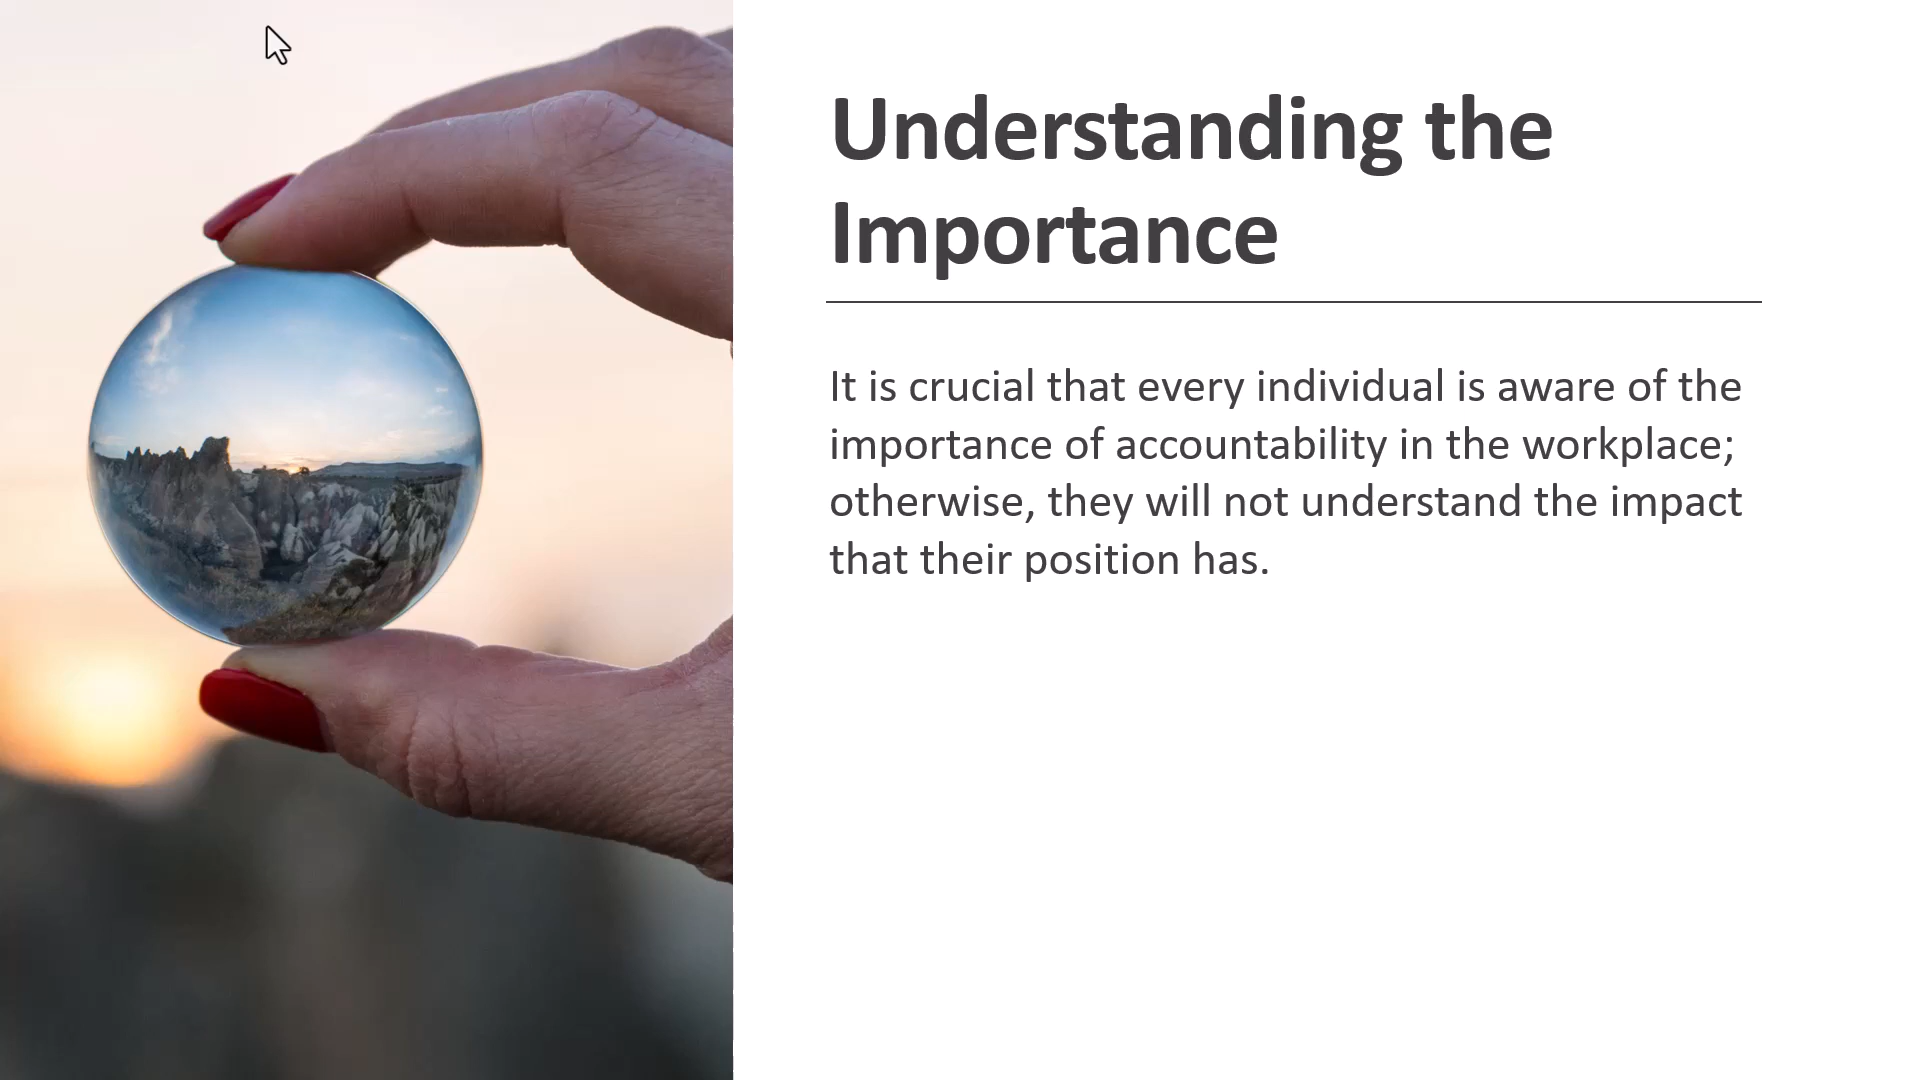 Understanding the
Importance
It is crucial that every individual is aware of the
importance of accountability in the workplace;
otherwise, they will not understand the impact
that their position has.